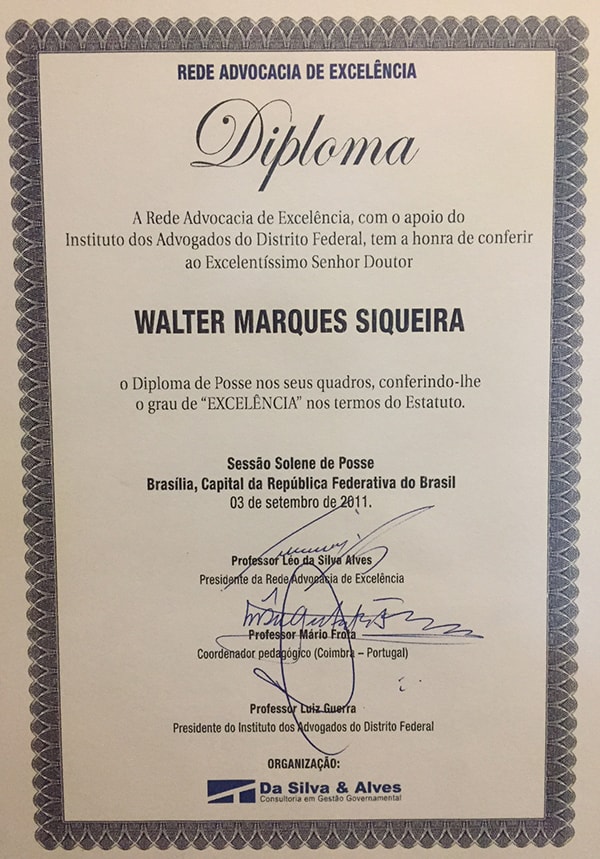 REDE ADVOCACIA DE EXCELÊNCIA
Diploma
A Rede Advocacia de Excelência, com o apoio do
Instituto dos Advogados do Distrito Federal, tem a honra de conferir
ao Excelentíssimo Senhor Doutor
WALTER MARQUES SIQUEIRA
o Diploma de Posse nos seus quadros, conferindo-lhe
o grau de “EXCELÊNCIA” nos termos do Estatuto.
Sessão Solene de Posse
Brasília, Capital da República Federativa do Brasil
03 de setembro de 2011.
Professor Léo da Silva Alves
Presidente da Rede Advocacia de Excelência
Professor Mário Frota
Coordenador pedagógico (Coimbra – Portugal)
Professor Luiz Guerra
Presidente do Instituto dos Advogados do Distrito Federal
ORGANIZAÇÃO:
Da Silva & Alves
Consultoria em Gestão Governamental